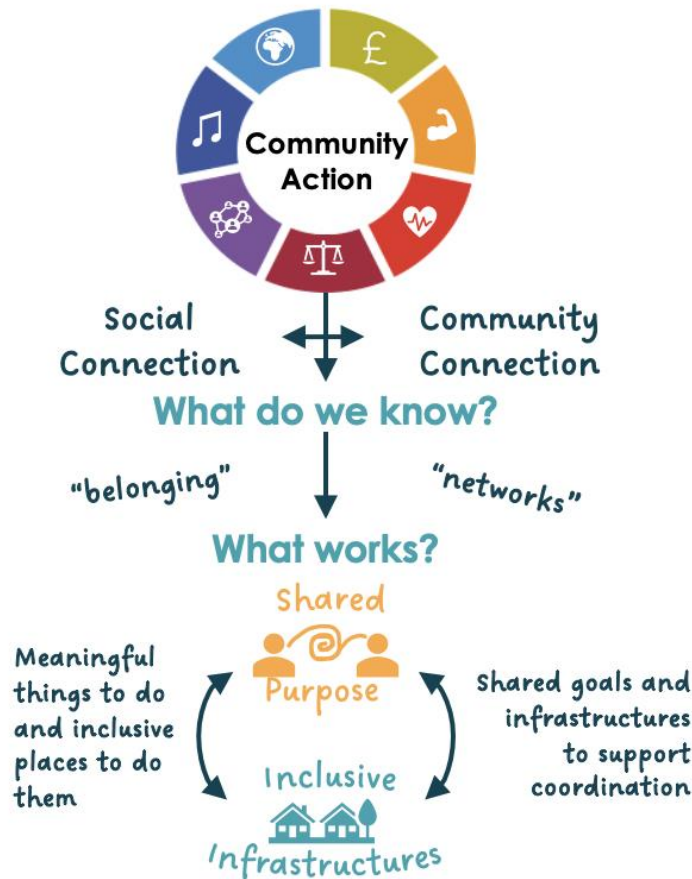 £
Community
Action
Social
Connection
Community
Connection
What do we know?
“belonging”
“networks”
What works?
Shared
Purpose
Meaningful
things to do
and inclusive
places to do
them
Shared goals and
infrastructures
to support
coordination
Inclusive
Infrastructures